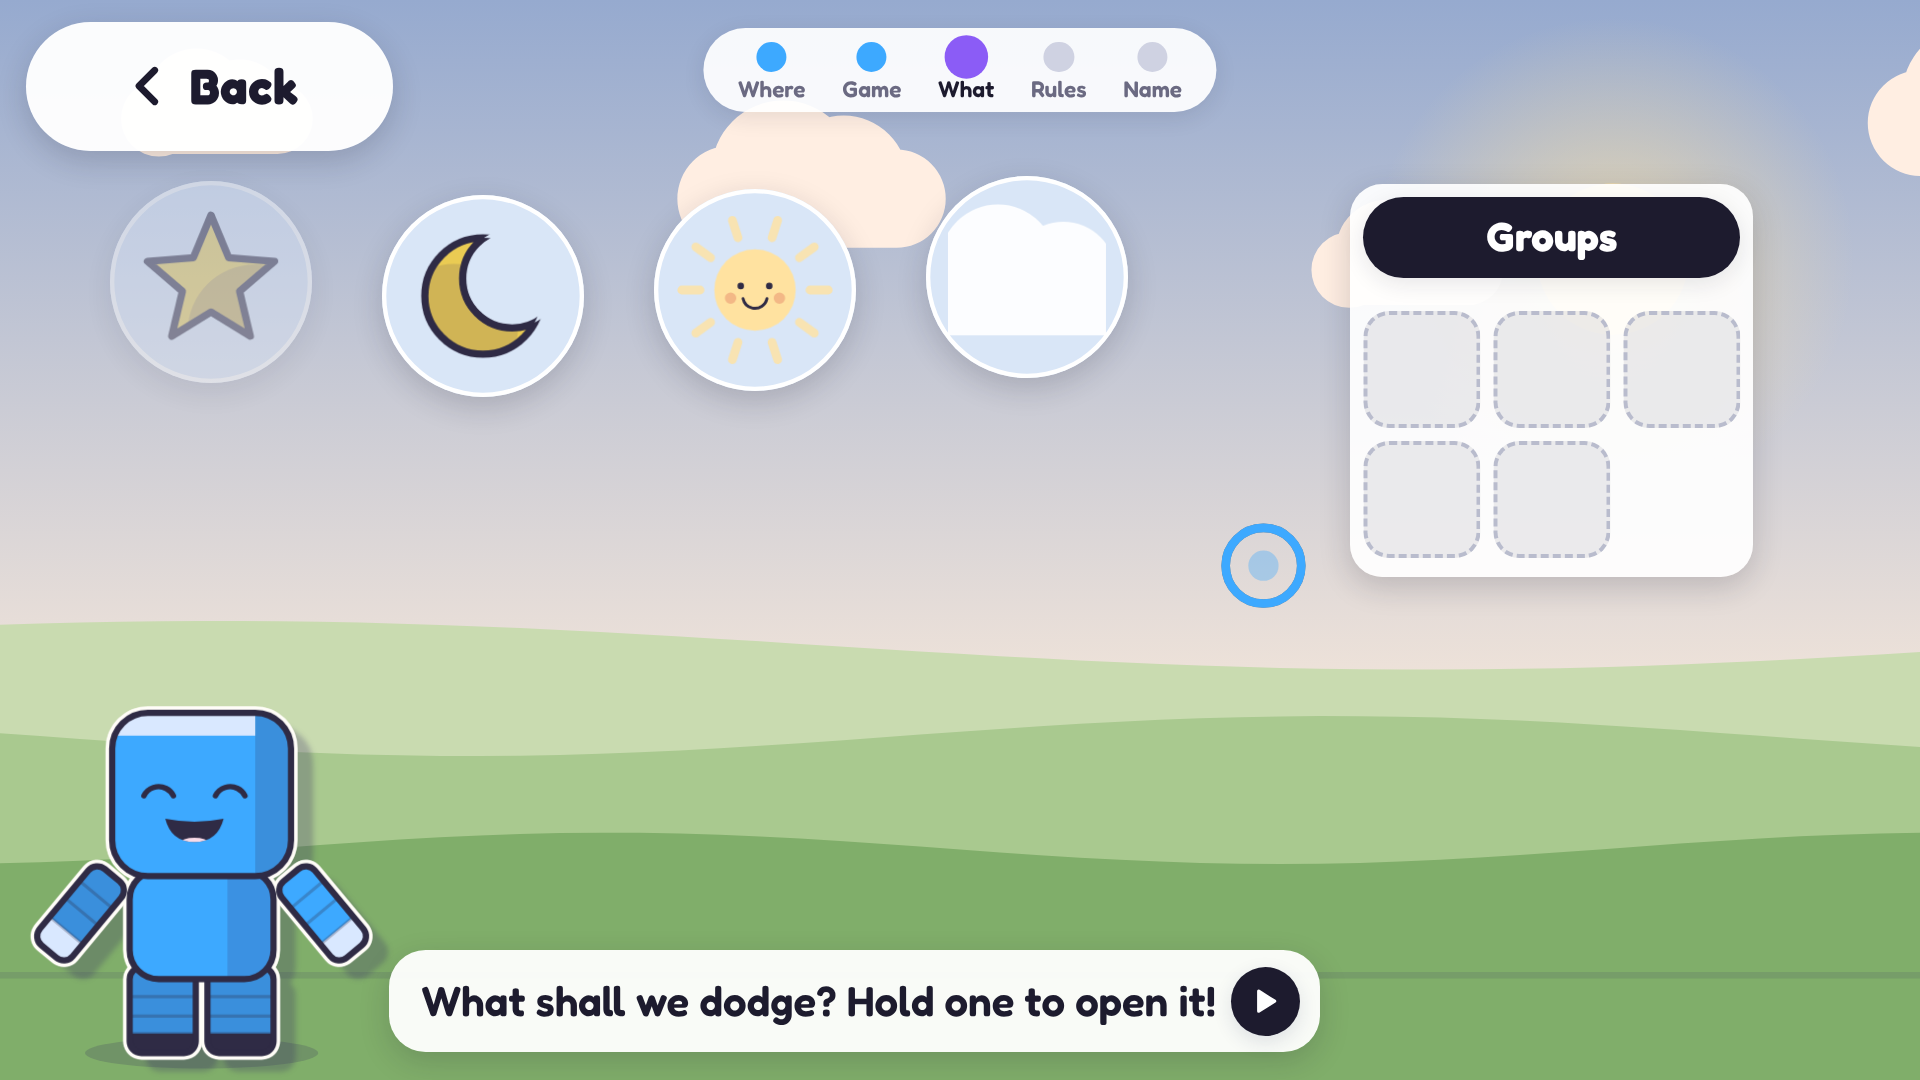 Back
Where
Game
What
Rules
Name
Groups
What shall we dodge? Hold one to open it!